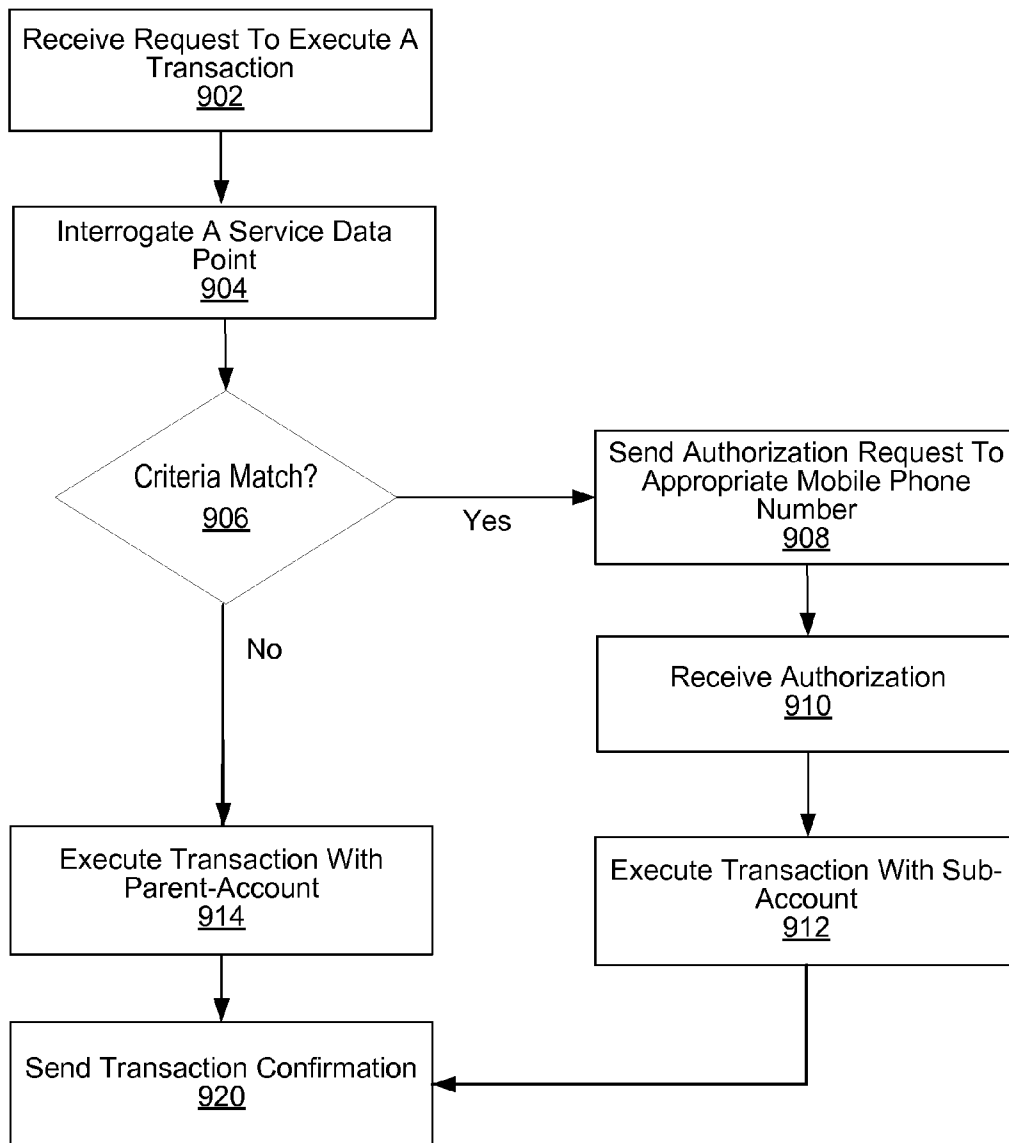 Receive Request To Execute A
Transaction
902
Interrogate A Service Data
Point
904
Criteria Match?
906
Yes
No
Send Authorization Request To
Appropriate Mobile Phone
Number
908
Receive Authorization
910
Execute Transaction With Sub-
Account
912
Execute Transaction With
Parent-Account
914
Send Transaction Confirmation
920